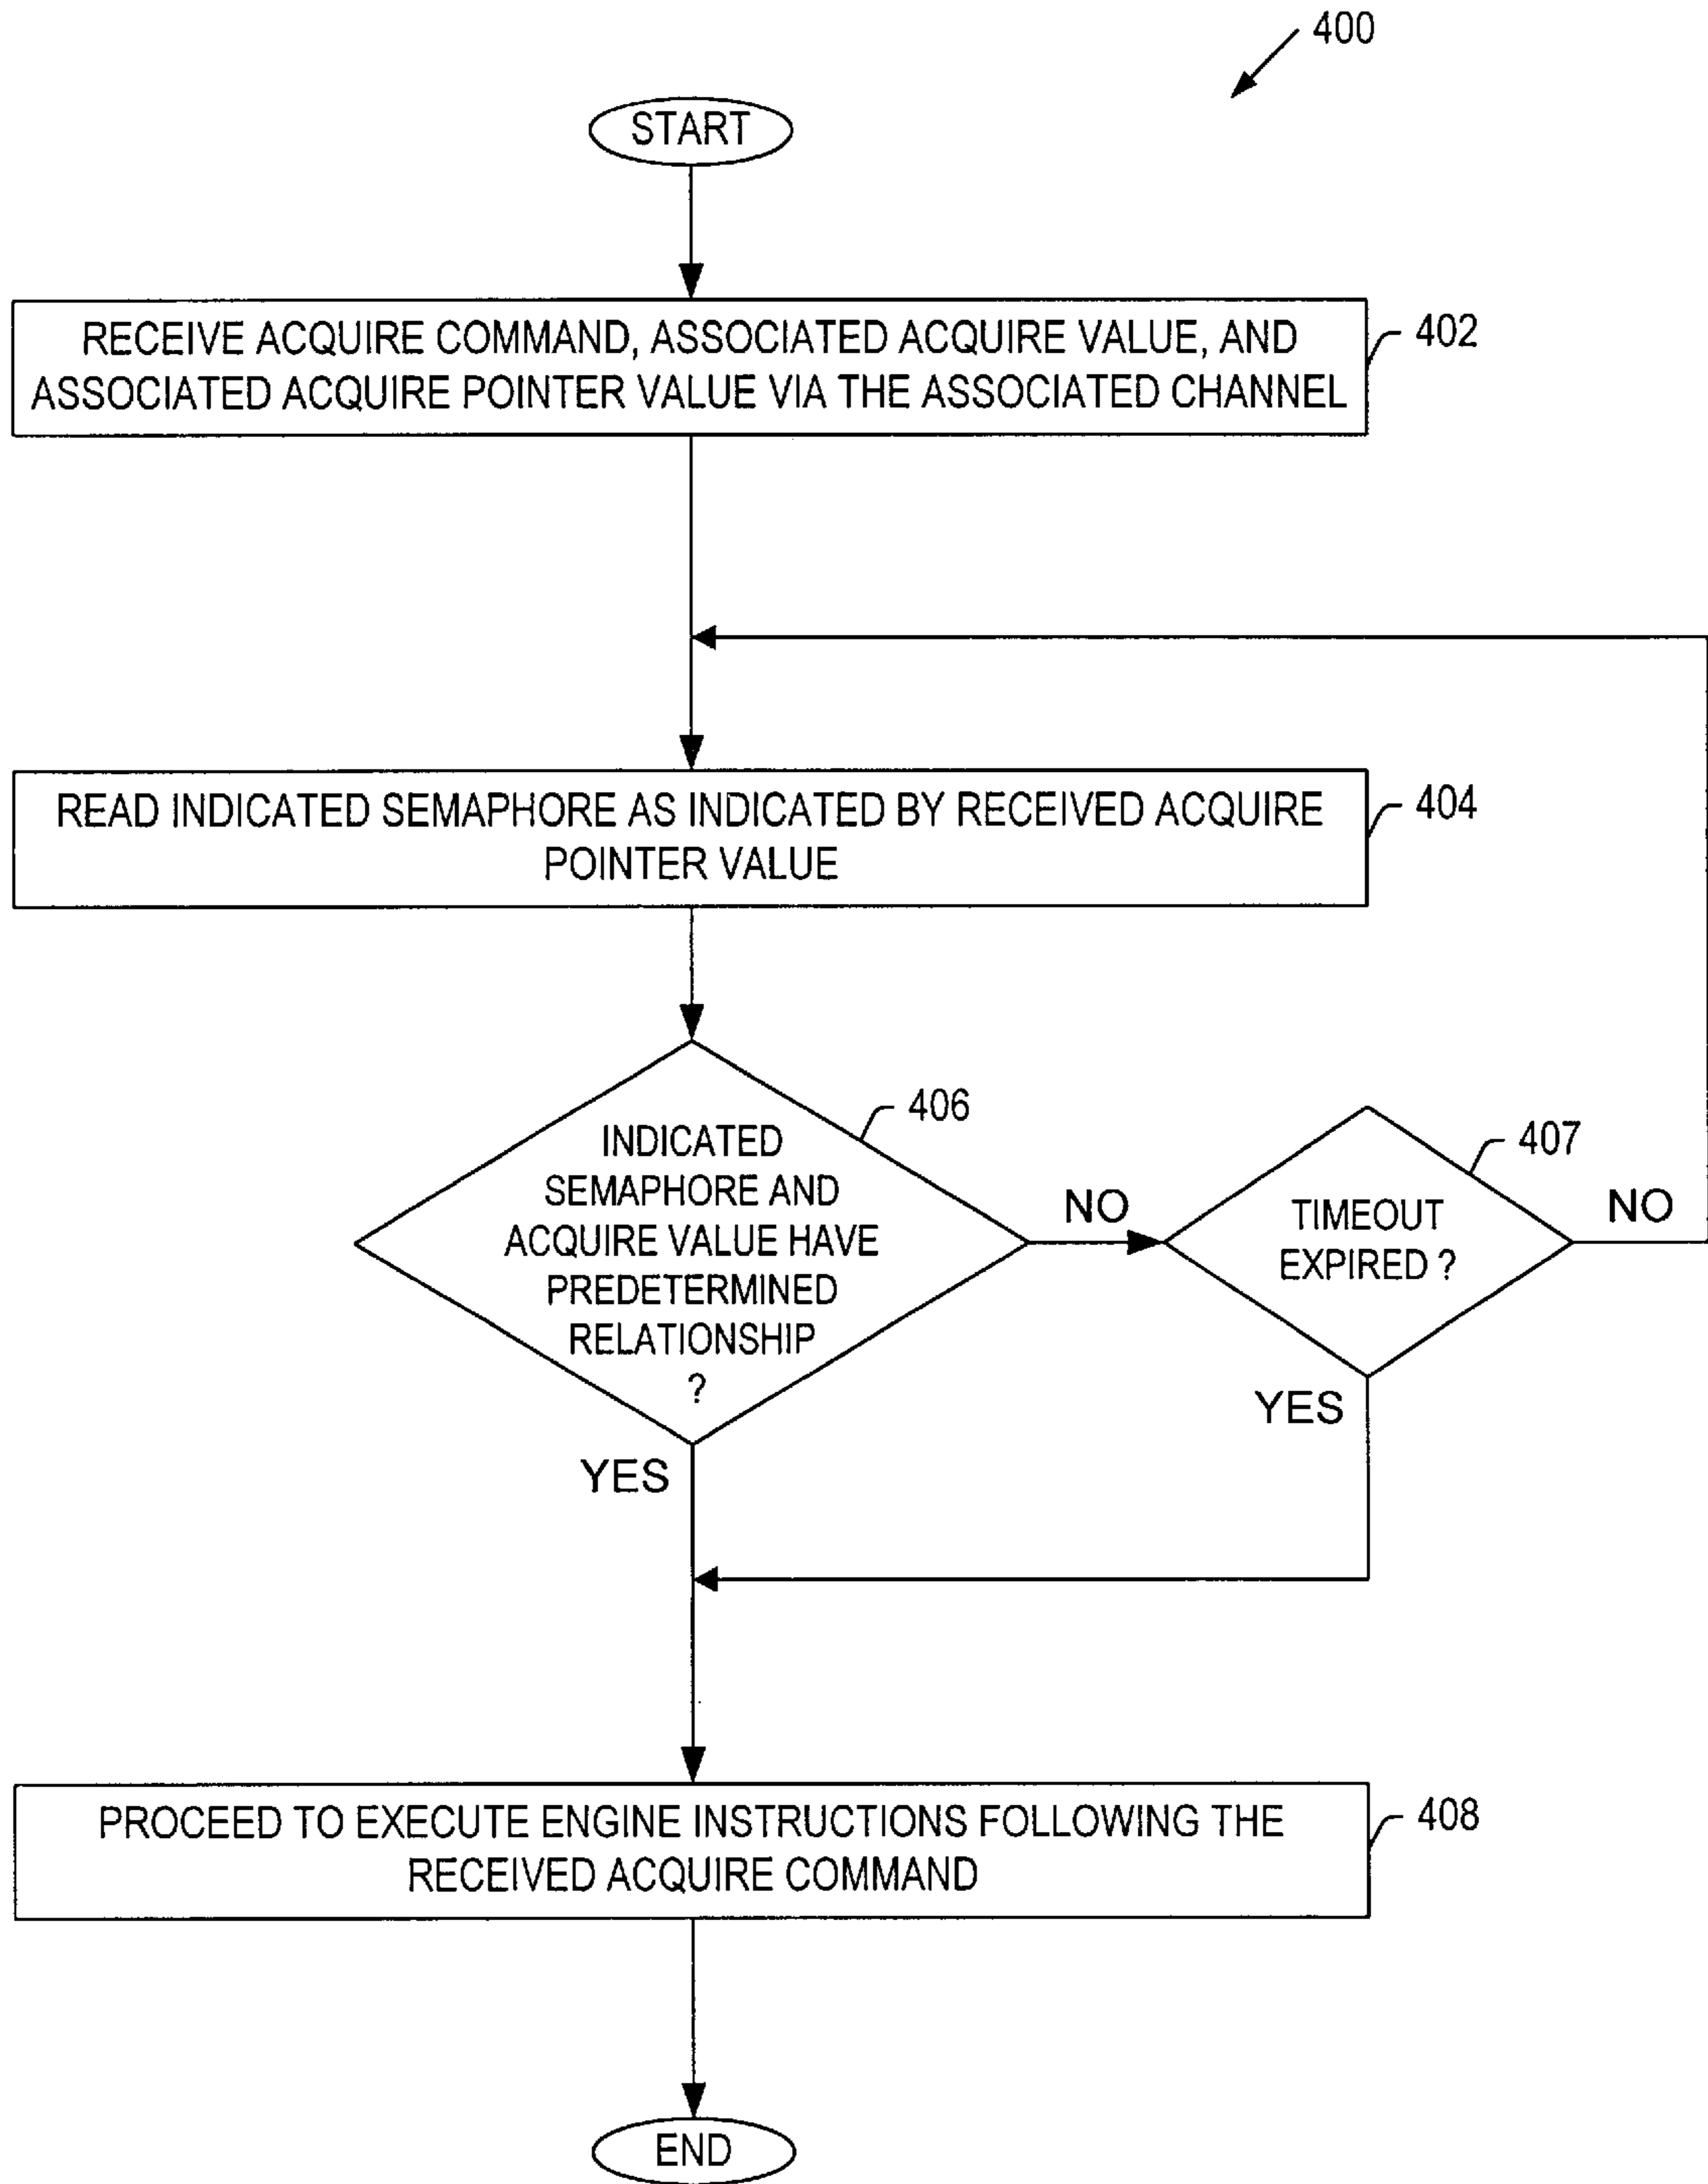 400
START
RECEIVE ACQUIRE COMMAND, ASSOCIATED ACQUIRE VALUE, AND
ASSOCIATED ACQUIRE POINTER VALUE VIA THE ASSOCIATED CHANNEL
402
READ INDICATED SEMAPHORE AS INDICATED BY RECEIVED ACQUIRE
POINTER VALUE
404
INDICATED
SEMAPHORE AND
ACQUIRE VALUE HAVE
PREDETERMINED
RELATIONSHIP
?
406
NO
TIMEOUT
EXPIRED ?
407
NO
YES
YES
PROCEED TO EXECUTE ENGINE INSTRUCTIONS FOLLOWING THE
RECEIVED ACQUIRE COMMAND
408
END